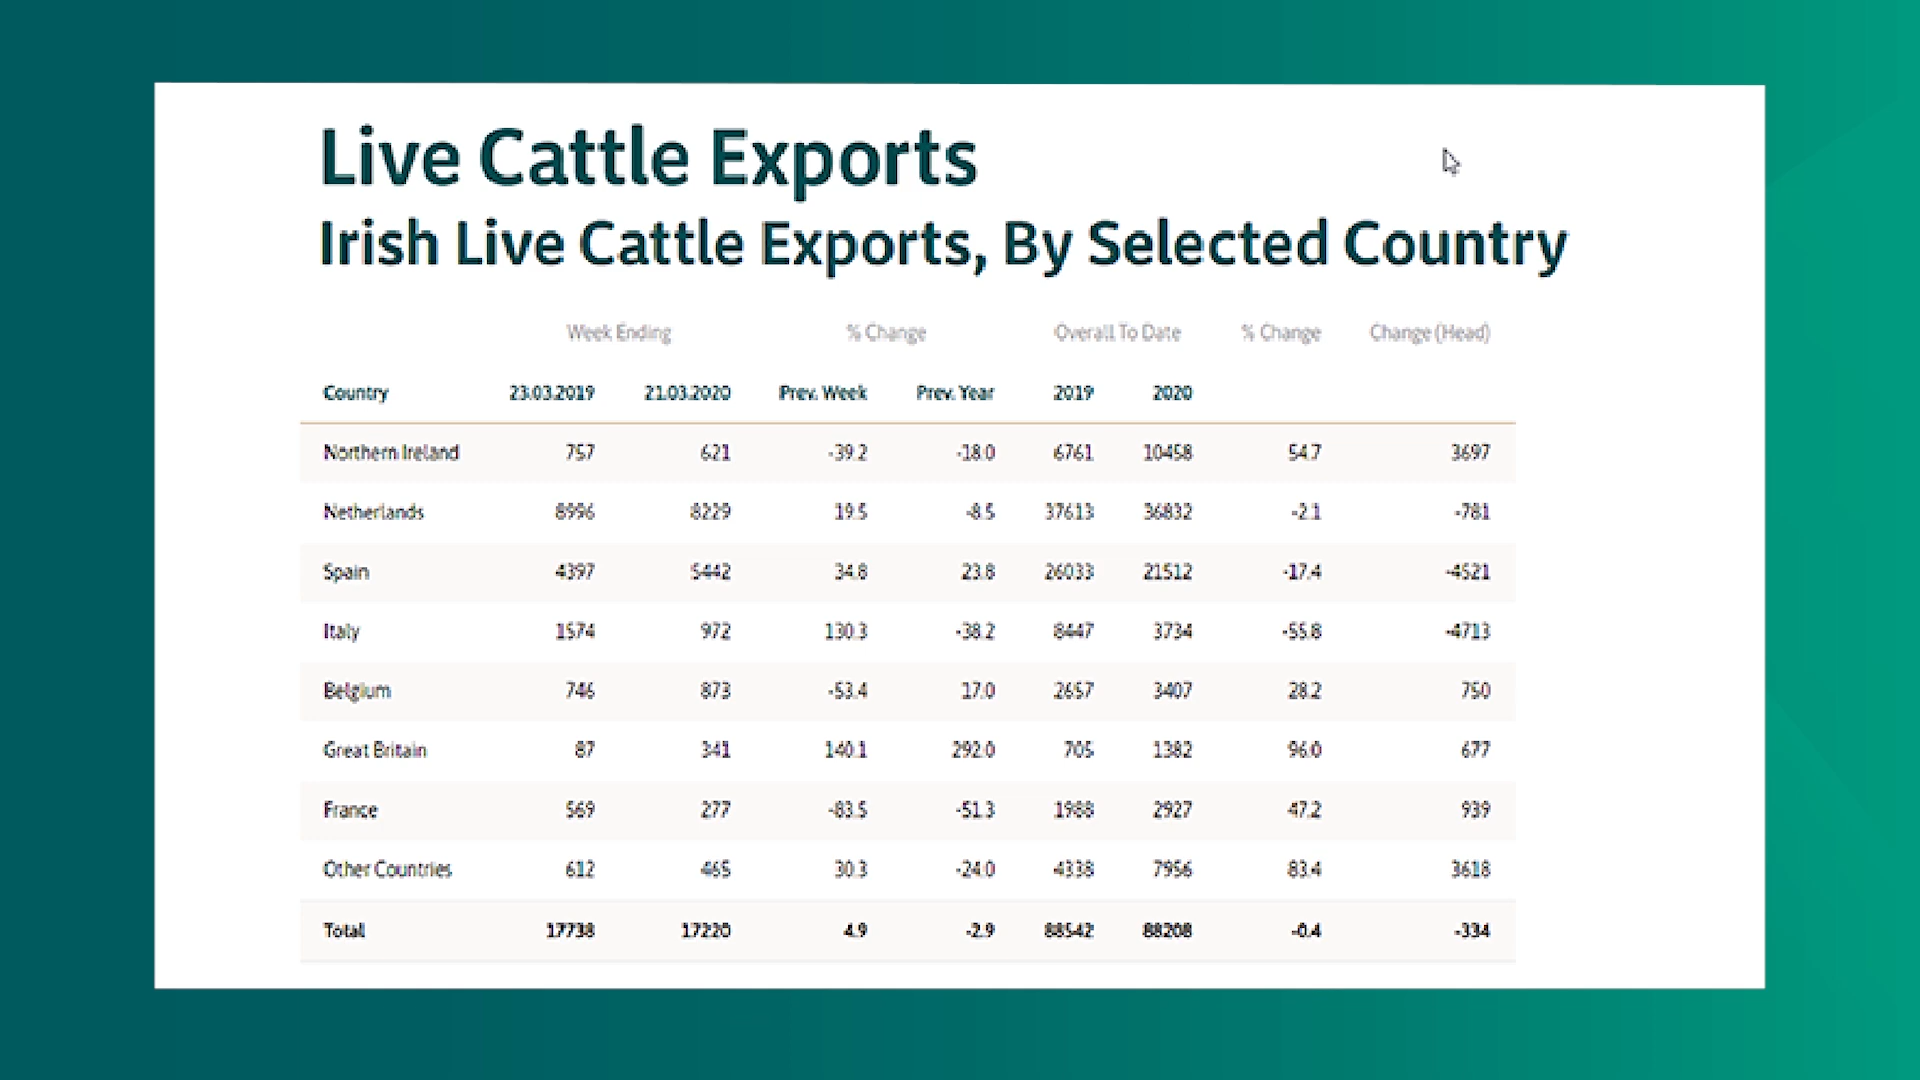 Live Cattle Exports
Irish Live Cattle Exports, By Selected Country
Week Ending % Change Overall To Date % Change Change (Head)
Country 23.03.2019 21.03.2020 Prev. Week Prev. Year 2019 2020
Northern Ireland 757 621 -39.2 -18.0 6761 10458 54.7 3697
Netherlands 8996 8229 19.5 -8.5 37613 36832 -2.1 -781
Spain 4397 5442 34.8 23.8 26033 21512 -17.4 -4521
Italy 1574 972 130.3 -38.2 8447 3734 -55.8 -4713
Belgium 746 873 -53.4 17.0 2657 3407 28.2 750
Great Britain 87 341 140.1 292.0 705 1382 96.0 677
France 569 277 -83.5 -51.3 1988 2927 47.2 939
Other Countries 612 465 30.3 -24.0 4338 7956 83.4 3618
Total 17738 17220 4.9 -2.9 88542 88208 -0.4 -334